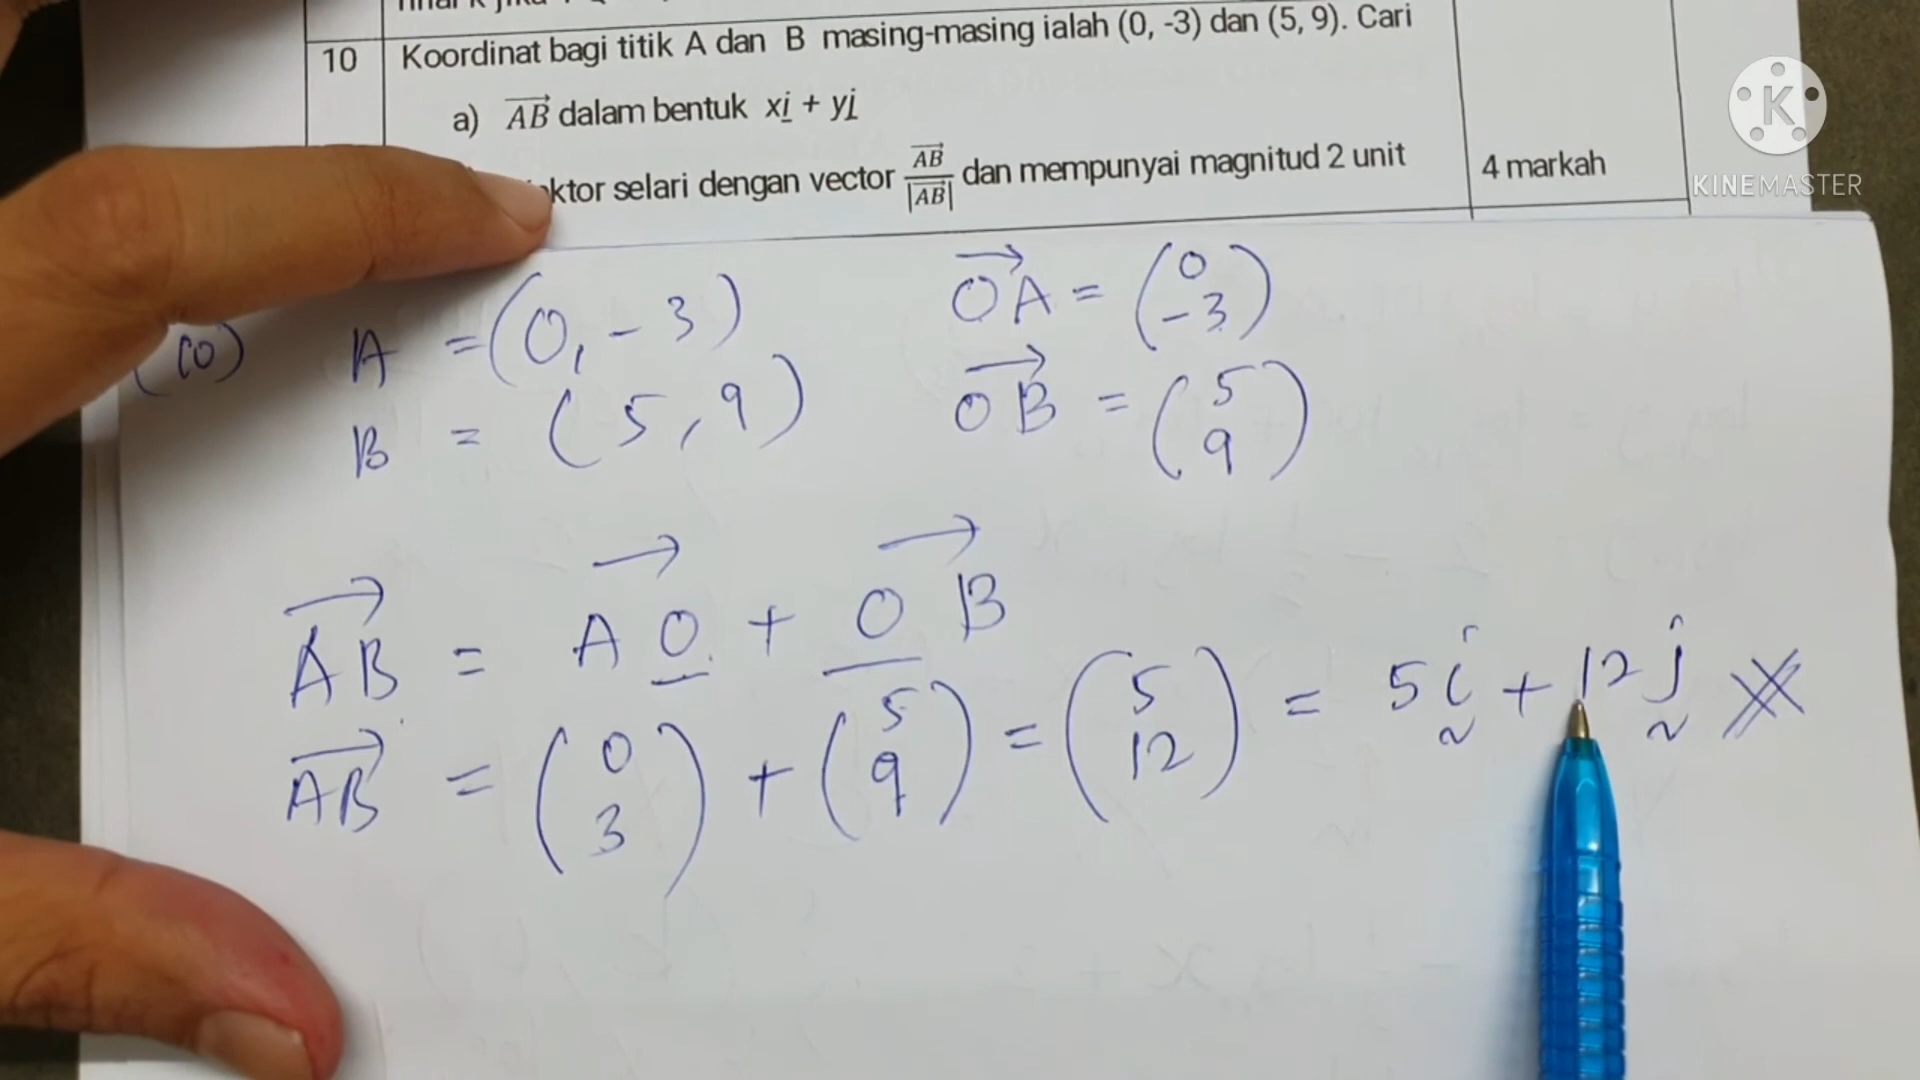 10 Koordinat bagi titik A dan B masing-masing ialah (0, -3) dan (5, 9). Cari
a) AB dalam bentuk xi + yj
ktor selari dengan vector AB/|AB| dan mempunyai magnitud 2 unit
4 markah
KINEMASTER
(10) A = (0, -3)
OA = (0 -3)
B = (5, 9)
OB = (5 9)
AB = AO + OB
AB = (0 3) + (5 9) = (5 12) = 5i + 12j